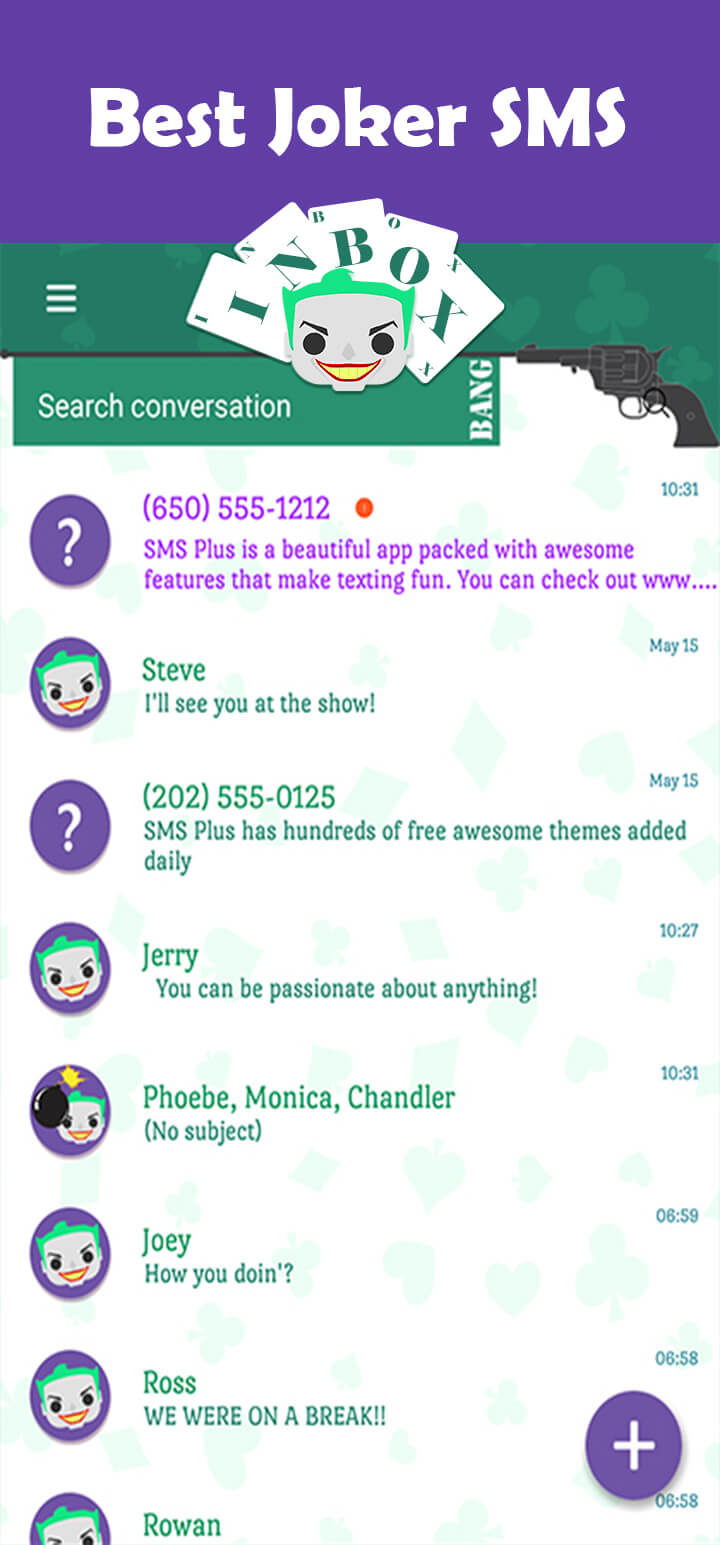 Best Joker SMS
INBOX
Search conversation
BANG
(650) 555-1212
10:31
SMS Plus is a beautiful app packed with awesome
features that make texting fun. You can check out www....
Steve
May 15
I'll see you at the show!
(202) 555-0125
May 15
SMS Plus has hundreds of free awesome themes added
daily
Jerry
10:27
You can be passionate about anything!
Phoebe, Monica, Chandler
10:31
(No subject)
Joey
06:59
How you doin'?
Ross
06:58
WE WERE ON A BREAK!!
Rowan
06:58